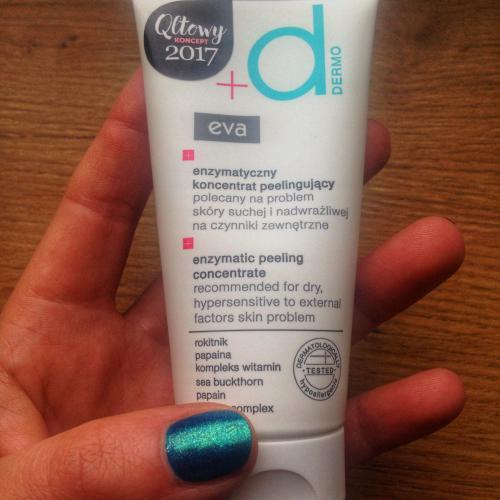 Qltowy
KONCEPT
2017
+d
DERMO
eva
enzymatyczny
koncentrat peelingujący
polecany na problem
skóry suchej i nadwrażliwej
na czynniki zewnętrzne
enzymatic peeling
concentrate
recommended for dry,
hypersensitive to external
factors skin problem
rokitnik
papaina
kompleks witamin
sea buckthorn
papain
complex
DERMATOLOGICALLY
TESTED
hypoallergenic